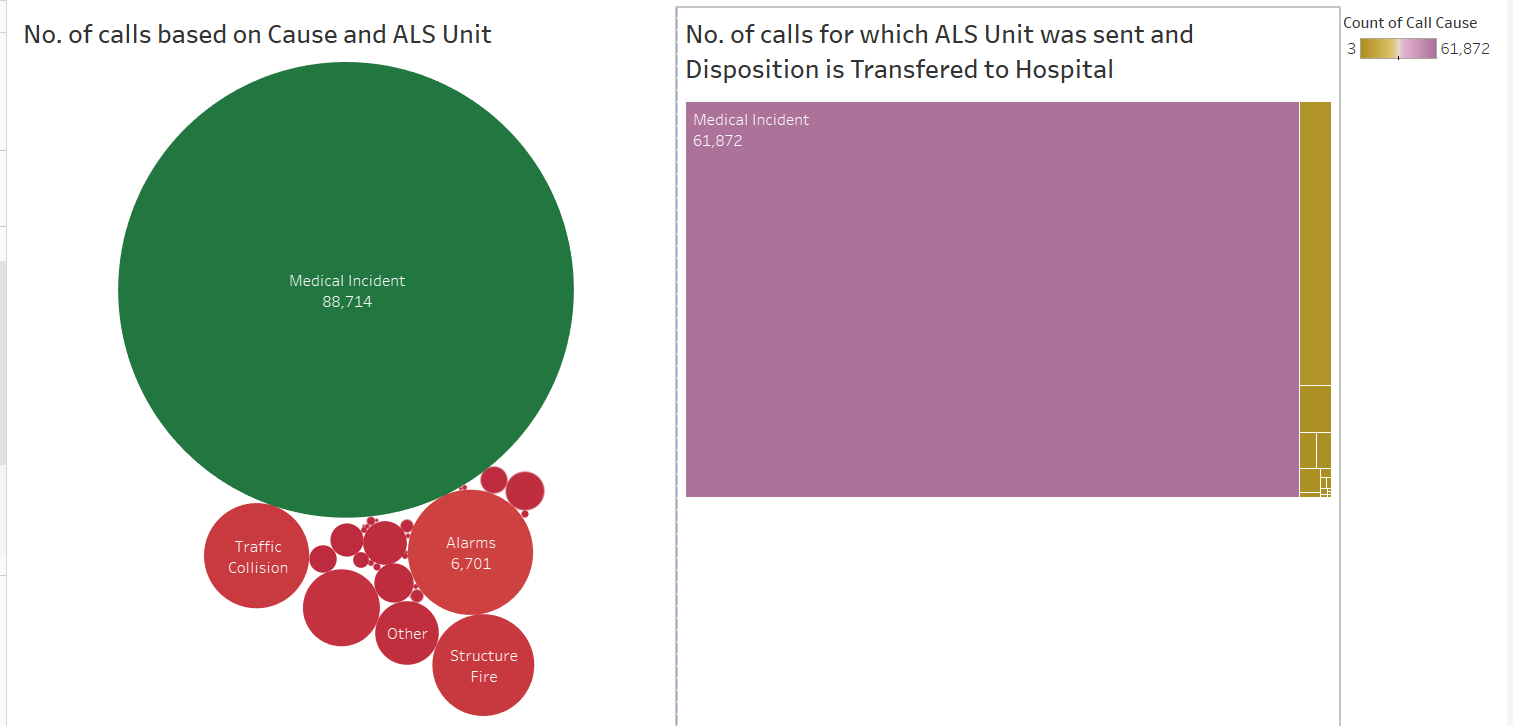 No. of calls based on Cause and ALS Unit
Medical Incident
88,714
Traffic
Collision
Alarms
6,701
Other
Structure
Fire
No. of calls for which ALS Unit was sent and
Disposition is Transfered to Hospital
Medical Incident
61,872
Count of Call Cause
3
61,872